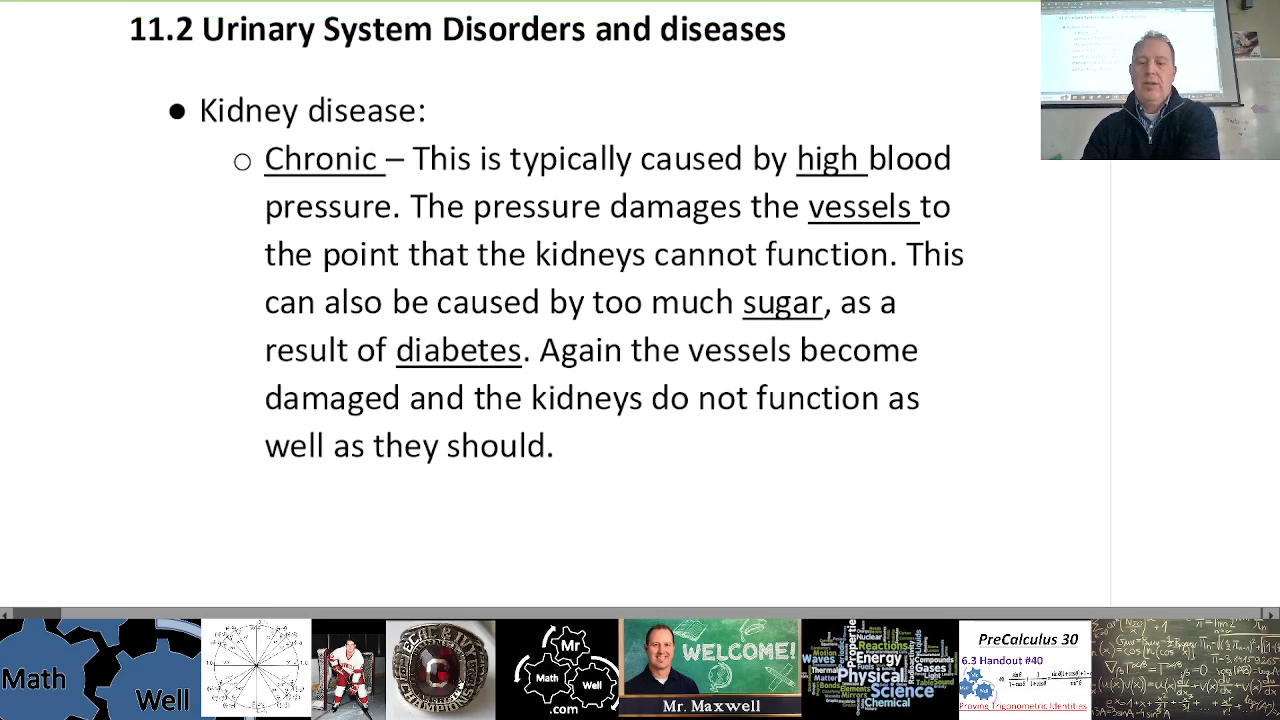 11.2 Urinary System Disorders and diseases
● Kidney disease:
○ Chronic – This is typically caused by high blood
pressure. The pressure damages the vessels to
the point that the kidneys cannot function. This
can also be caused by too much sugar, as a
result of diabetes. Again the vessels become
damaged and the kidneys do not function as
well as they should.
Math
Well
Mr
Math
Well
.com
WELCOME!
Mr. Maxwell
Nuclear
Reactions
Waves
Energy
Compounds
Gases
Light
Matter
Physical
Sound
Science
Chemical
PreCalculus 30
6.3 Handout #40
Proving Trigonometric Identities